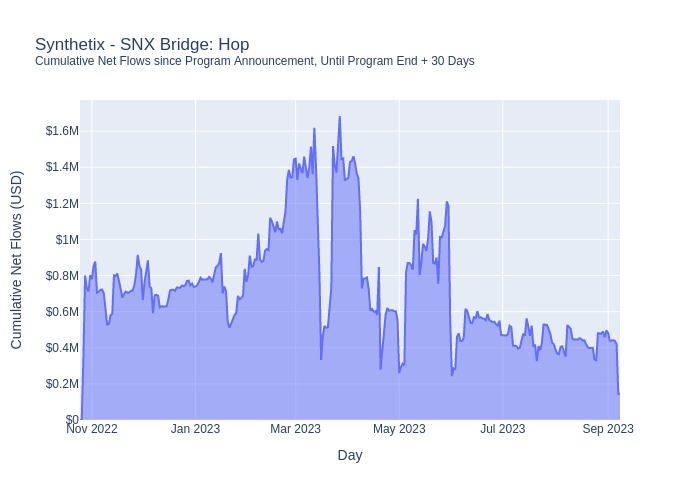 Synthetix - SNX Bridge: Hop
Cumulative Net Flows since Program Announcement, Until Program End + 30 Days
Cumulative Net Flows (USD)
$1.6M
$1.4M
$1.2M
$1M
$0.8M
$0.6M
$0.4M
$0.2M
$0
Nov 2022 Jan 2023 Mar 2023 May 2023 Jul 2023 Sep 2023
Day